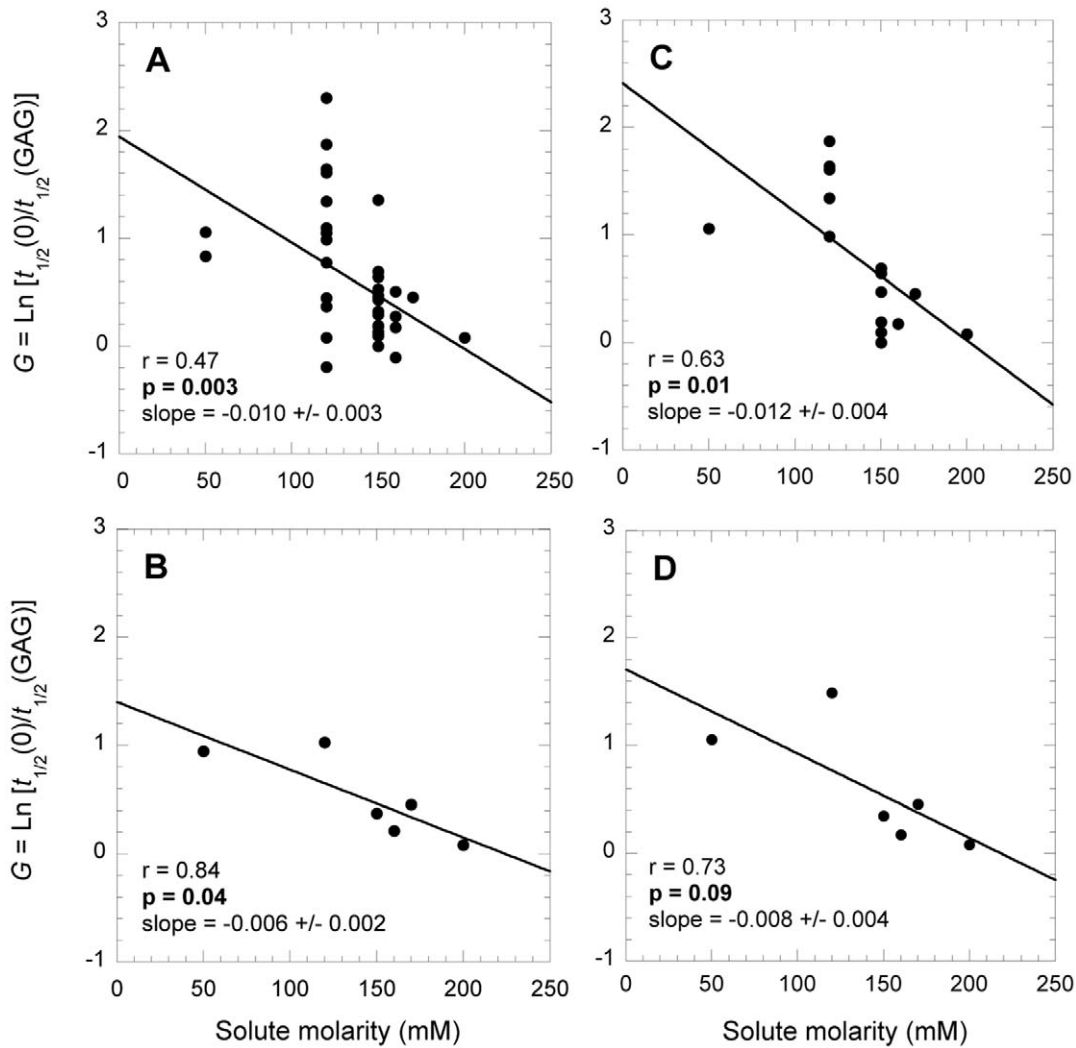 A
G = Ln [t1/2(0)/t1/2(GAG)]
3
2
1
0
-1
r = 0.47
p = 0.003
slope = -0.010 +/- 0.003
0 50 100 150 200 250
C
3
2
1
0
-1
r = 0.63
p = 0.01
slope = -0.012 +/- 0.004
0 50 100 150 200 250
B
G = Ln [t1/2(0)/t1/2(GAG)]
3
2
1
0
-1
r = 0.84
p = 0.04
slope = -0.006 +/- 0.002
0 50 100 150 200 250
Solute molarity (mM)
D
3
2
1
0
-1
r = 0.73
p = 0.09
slope = -0.008 +/- 0.004
0 50 100 150 200 250
Solute molarity (mM)